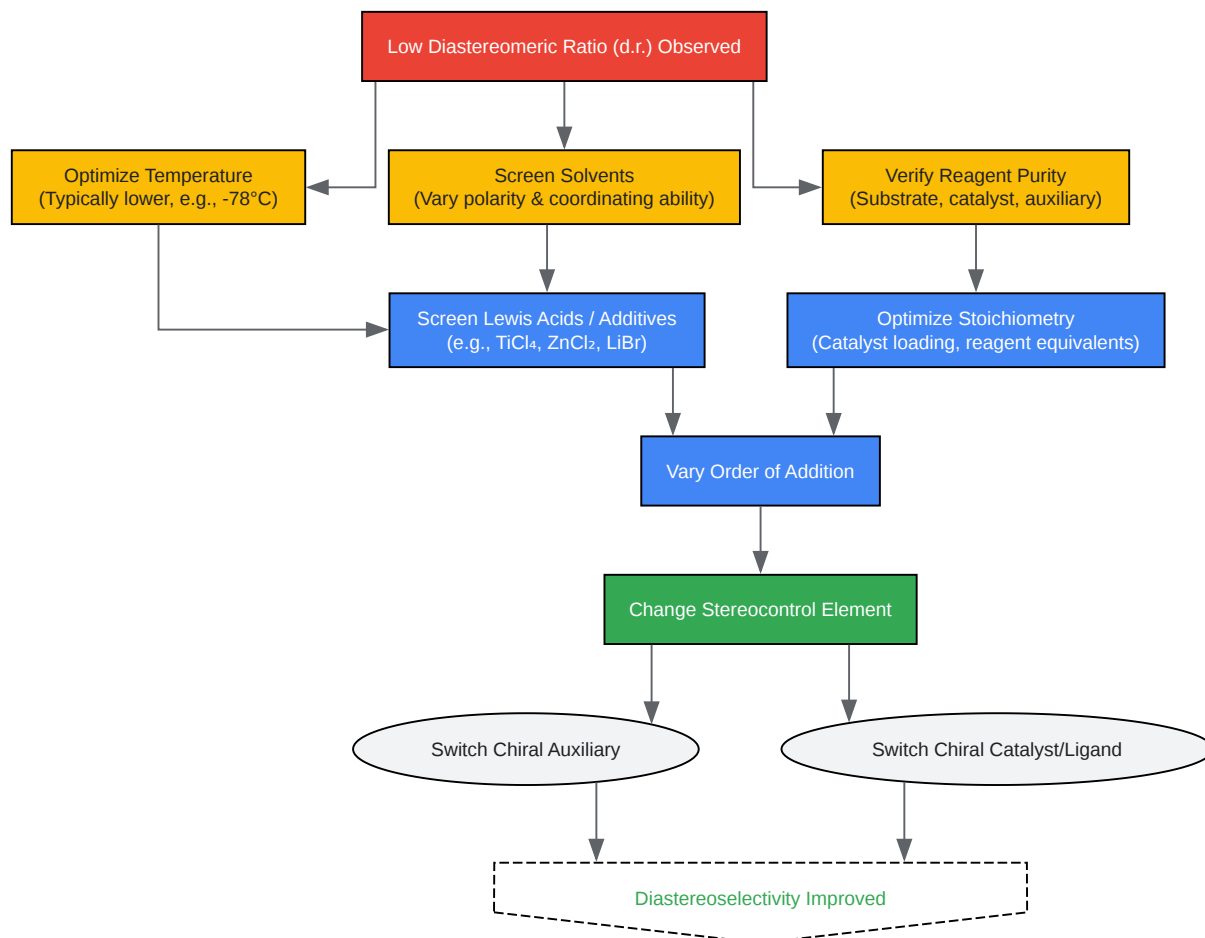 Low Diastereomeric Ratio (d.r.) Observed
Optimize Temperature
(Typically lower, e.g., -78°C)
Screen Solvents
(Vary polarity & coordinating ability)
Verify Reagent Purity
(Substrate, catalyst, auxiliary)
Screen Lewis Acids / Additives
(e.g., TiCl₄, ZnCl₂, LiBr)
Optimize Stoichiometry
(Catalyst loading, reagent equivalents)
Vary Order of Addition
Change Stereocontrol Element
Switch Chiral Auxiliary
Switch Chiral Catalyst/Ligand
Diastereoselectivity Improved